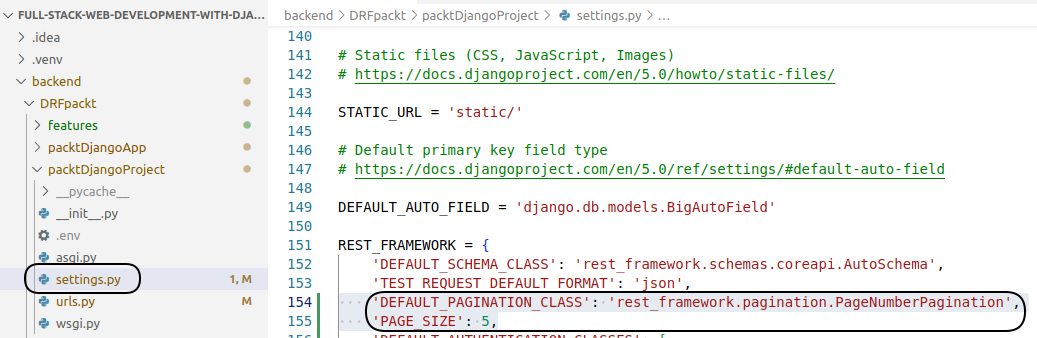 FULL-STACK-WEB-DEVELOPMENT-WITH-DJA...
.idea
.venv
backend
DRFpackt
features
packtDjangoApp
packtDjangoProject
__pycache__
__init__.py
.env
asgi.py
settings.py 1, M
urls.py M
wsgi.py
backend > DRFpackt > packtDjangoProject > settings.py > ...
140
141 # Static files (CSS, JavaScript, Images)
142 # https://docs.djangoproject.com/en/5.0/howto/static-files/
143
144 STATIC_URL = 'static/'
145
146 # Default primary key field type
147 # https://docs.djangoproject.com/en/5.0/ref/settings/#default-auto-field
148
149 DEFAULT_AUTO_FIELD = 'django.db.models.BigAutoField'
150
151 REST_FRAMEWORK = {
152 'DEFAULT_SCHEMA_CLASS': 'rest_framework.schemas.coreapi.AutoSchema',
153 'TEST_REQUEST_DEFAULT_FORMAT': 'json',
154 'DEFAULT_PAGINATION_CLASS': 'rest_framework.pagination.PageNumberPagination',
155 'PAGE_SIZE': 5,
156 'DEFAULT_AUTHENTICATION_CLASSES': [